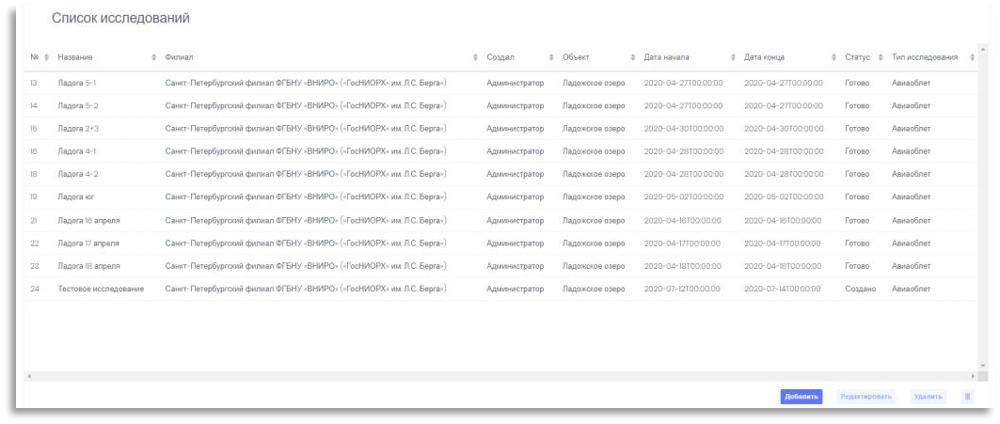 Список исследований
№ Название Филиал Создал Объект Дата начала Дата конца Статус Тип исследования
13 Ладога 5-1 Санкт-Петербургский филиал ФГБНУ «ВНИРО» («ГосНИОРХ» им. Л.С. Берга») Администратор Ладожское озеро 2020-04-27T00:00:00 2020-04-27T00:00:00 Готово Авиаоблет
14 Ладога 5-2 Санкт-Петербургский филиал ФГБНУ «ВНИРО» («ГосНИОРХ» им. Л.С. Берга») Администратор Ладожское озеро 2020-04-27T00:00:00 2020-04-27T00:00:00 Готово Авиаоблет
15 Ладога 2+3 Санкт-Петербургский филиал ФГБНУ «ВНИРО» («ГосНИОРХ» им. Л.С. Берга») Администратор Ладожское озеро 2020-04-30T00:00:00 2020-04-30T00:00:00 Готово Авиаоблет
16 Ладога 4-1 Санкт-Петербургский филиал ФГБНУ «ВНИРО» («ГосНИОРХ» им. Л.С. Берга») Администратор Ладожское озеро 2020-04-28T00:00:00 2020-04-28T00:00:00 Готово Авиаоблет
18 Ладога 4-2 Санкт-Петербургский филиал ФГБНУ «ВНИРО» («ГосНИОРХ» им. Л.С. Берга») Администратор Ладожское озеро 2020-04-28T00:00:00 2020-04-28T00:00:00 Готово Авиаоблет
19 Ладога юг Санкт-Петербургский филиал ФГБНУ «ВНИРО» («ГосНИОРХ» им. Л.С. Берга») Администратор Ладожское озеро 2020-05-02T00:00:00 2020-05-02T00:00:00 Готово Авиаоблет
21 Ладога 16 апреля Санкт-Петербургский филиал ФГБНУ «ВНИРО» («ГосНИОРХ» им. Л.С. Берга») Администратор Ладожское озеро 2020-04-16T00:00:00 2020-04-16T00:00:00 Готово Авиаоблет
22 Ладога 17 апреля Санкт-Петербургский филиал ФГБНУ «ВНИРО» («ГосНИОРХ» им. Л.С. Берга») Администратор Ладожское озеро 2020-04-17T00:00:00 2020-04-17T00:00:00 Готово Авиаоблет
23 Ладога 18 апреля Санкт-Петербургский филиал ФГБНУ «ВНИРО» («ГосНИОРХ» им. Л.С. Берга») Администратор Ладожское озеро 2020-04-18T00:00:00 2020-04-18T00:00:00 Готово Авиаоблет
24 Тестовое исследование Санкт-Петербургский филиал ФГБНУ «ВНИРО» («ГосНИОРХ» им. Л.С. Берга») Администратор Ладожское озеро 2020-07-12T00:00:00 2020-07-14T00:00:00 Создано Авиаоблет
Добавить Редактировать Удалить